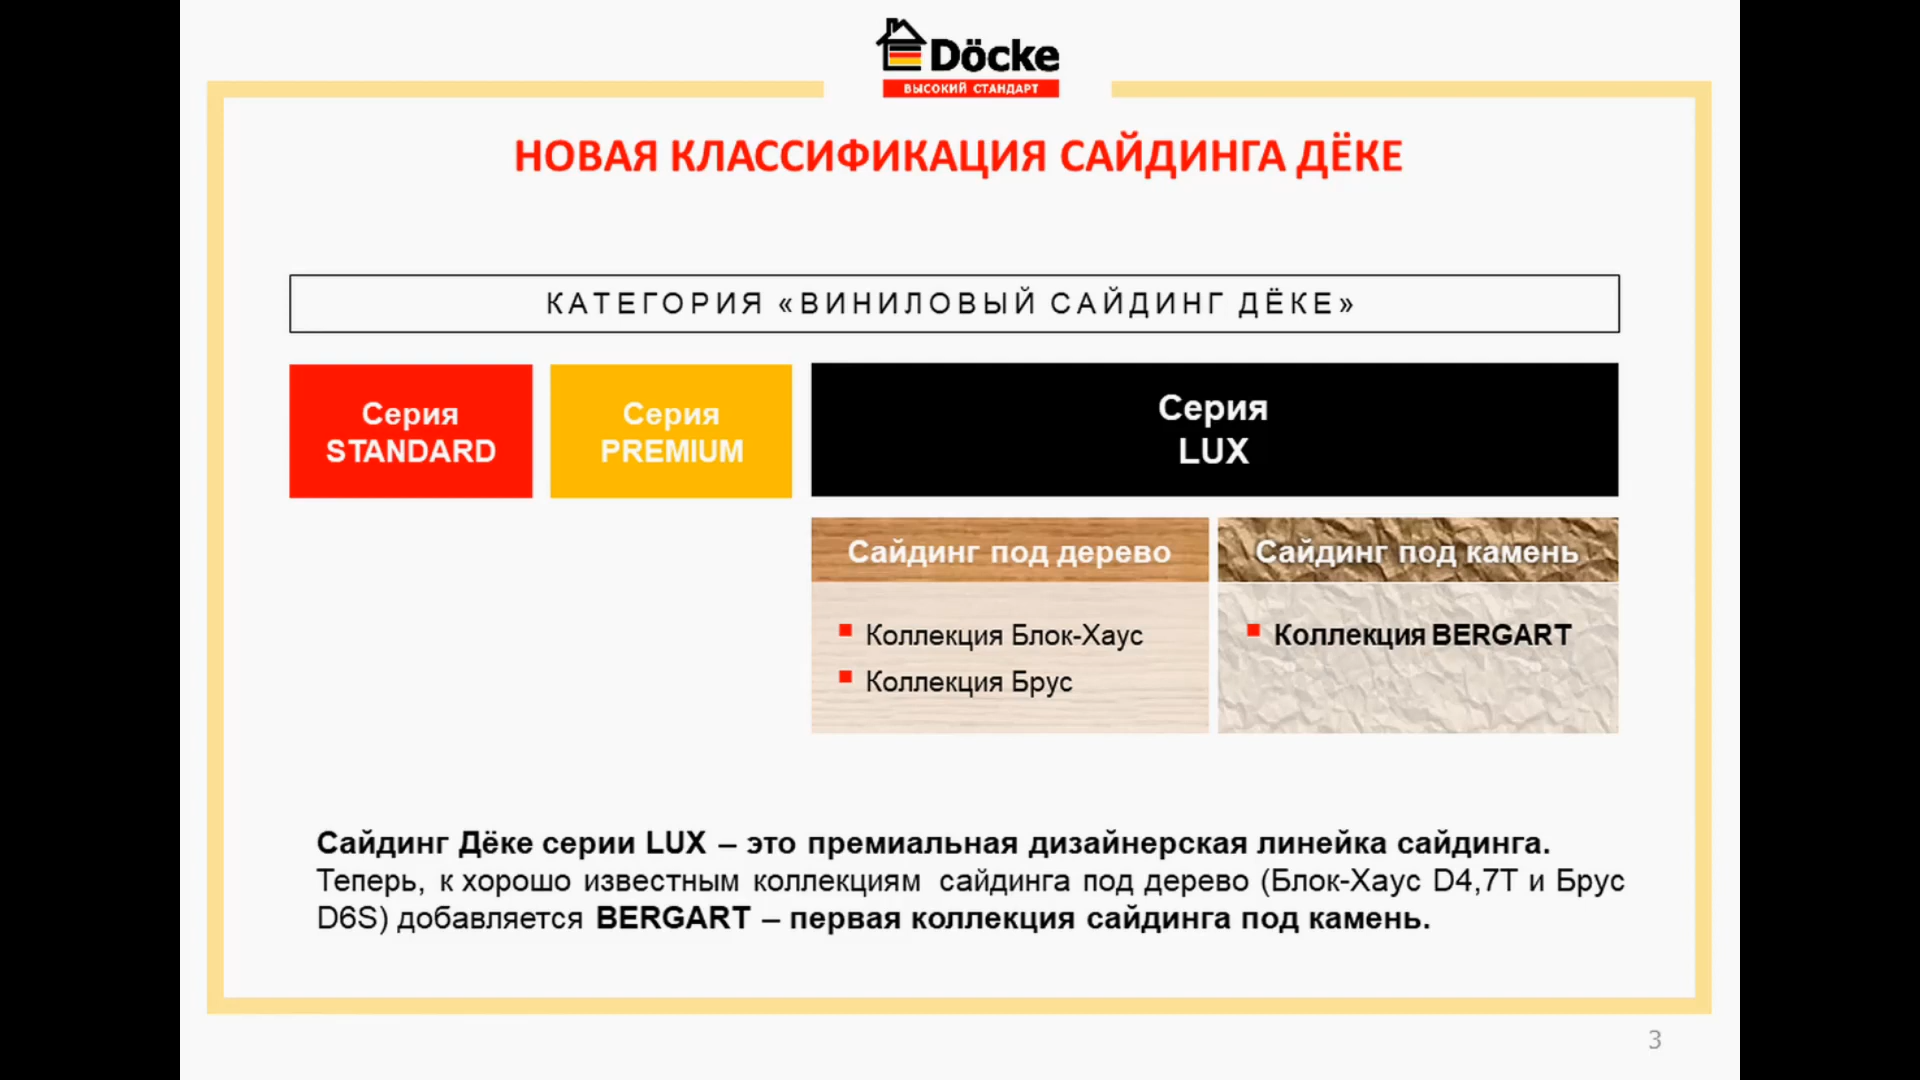 Döcke
ВЫСОКИЙ СТАНДАРТ
НОВАЯ КЛАССИФИКАЦИЯ САЙДИНГА ДЁКЕ
КАТЕГОРИЯ «ВИНИЛОВЫЙ САЙДИНГ ДЁКЕ»
Серия
STANDARD
Серия
PREMIUM
Серия
LUX
Сайдинг под дерево
Коллекция Блок-Хаус
Коллекция Брус
Сайдинг под камень
Коллекция BERGART
Сайдинг Дёке серии LUX – это премиальная дизайнерская линейка сайдинга.
Теперь, к хорошо известным коллекциям сайдинга под дерево (Блок-Хаус D4,7T и Брус
D6S) добавляется BERGART – первая коллекция сайдинга под камень.
3